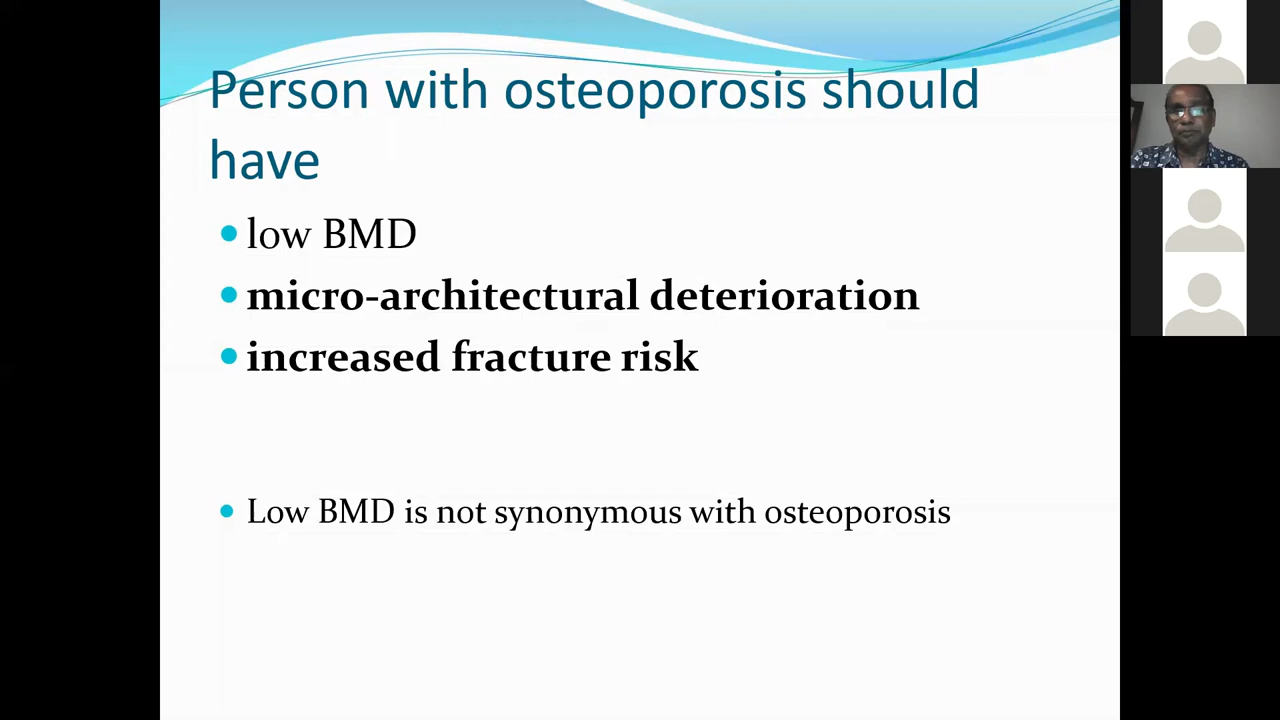 Person with osteoporosis should
have
low BMD
micro-architectural deterioration
increased fracture risk
Low BMD is not synonymous with osteoporosis